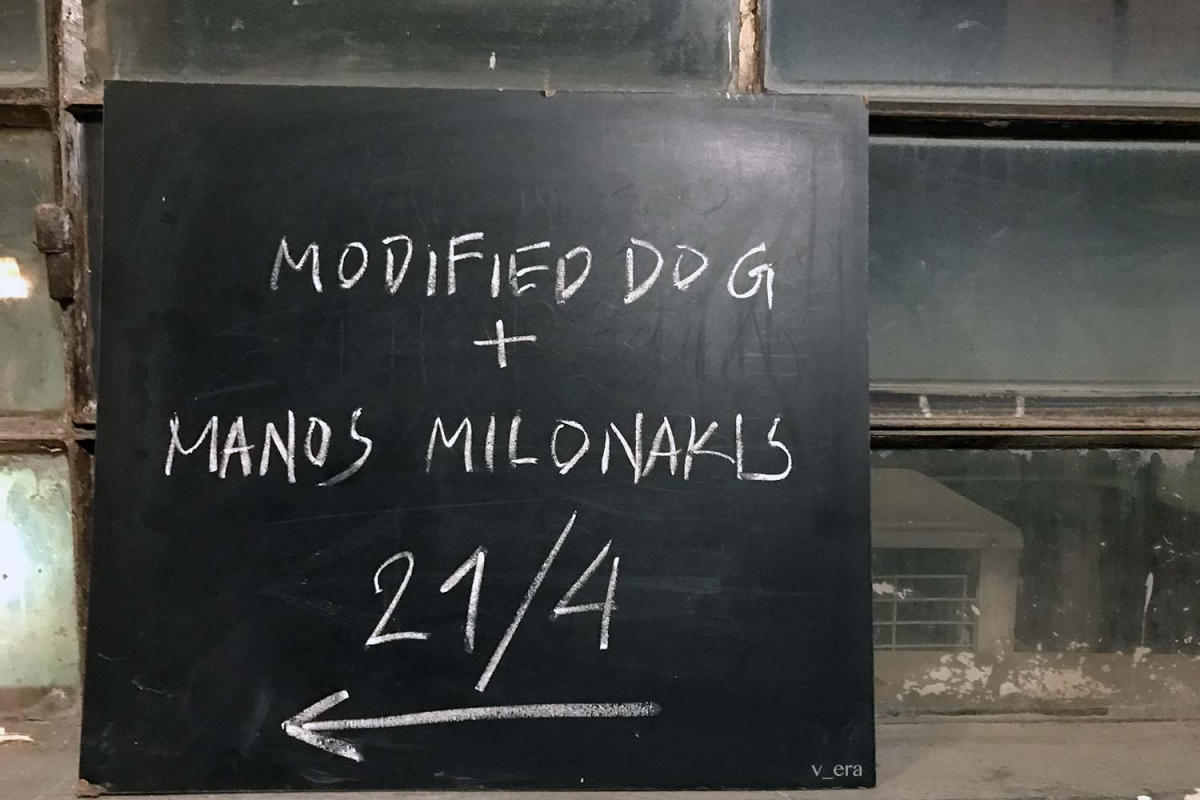 MODIFIED DOG
+
MANOS MILONAKIS
21/4
v_era